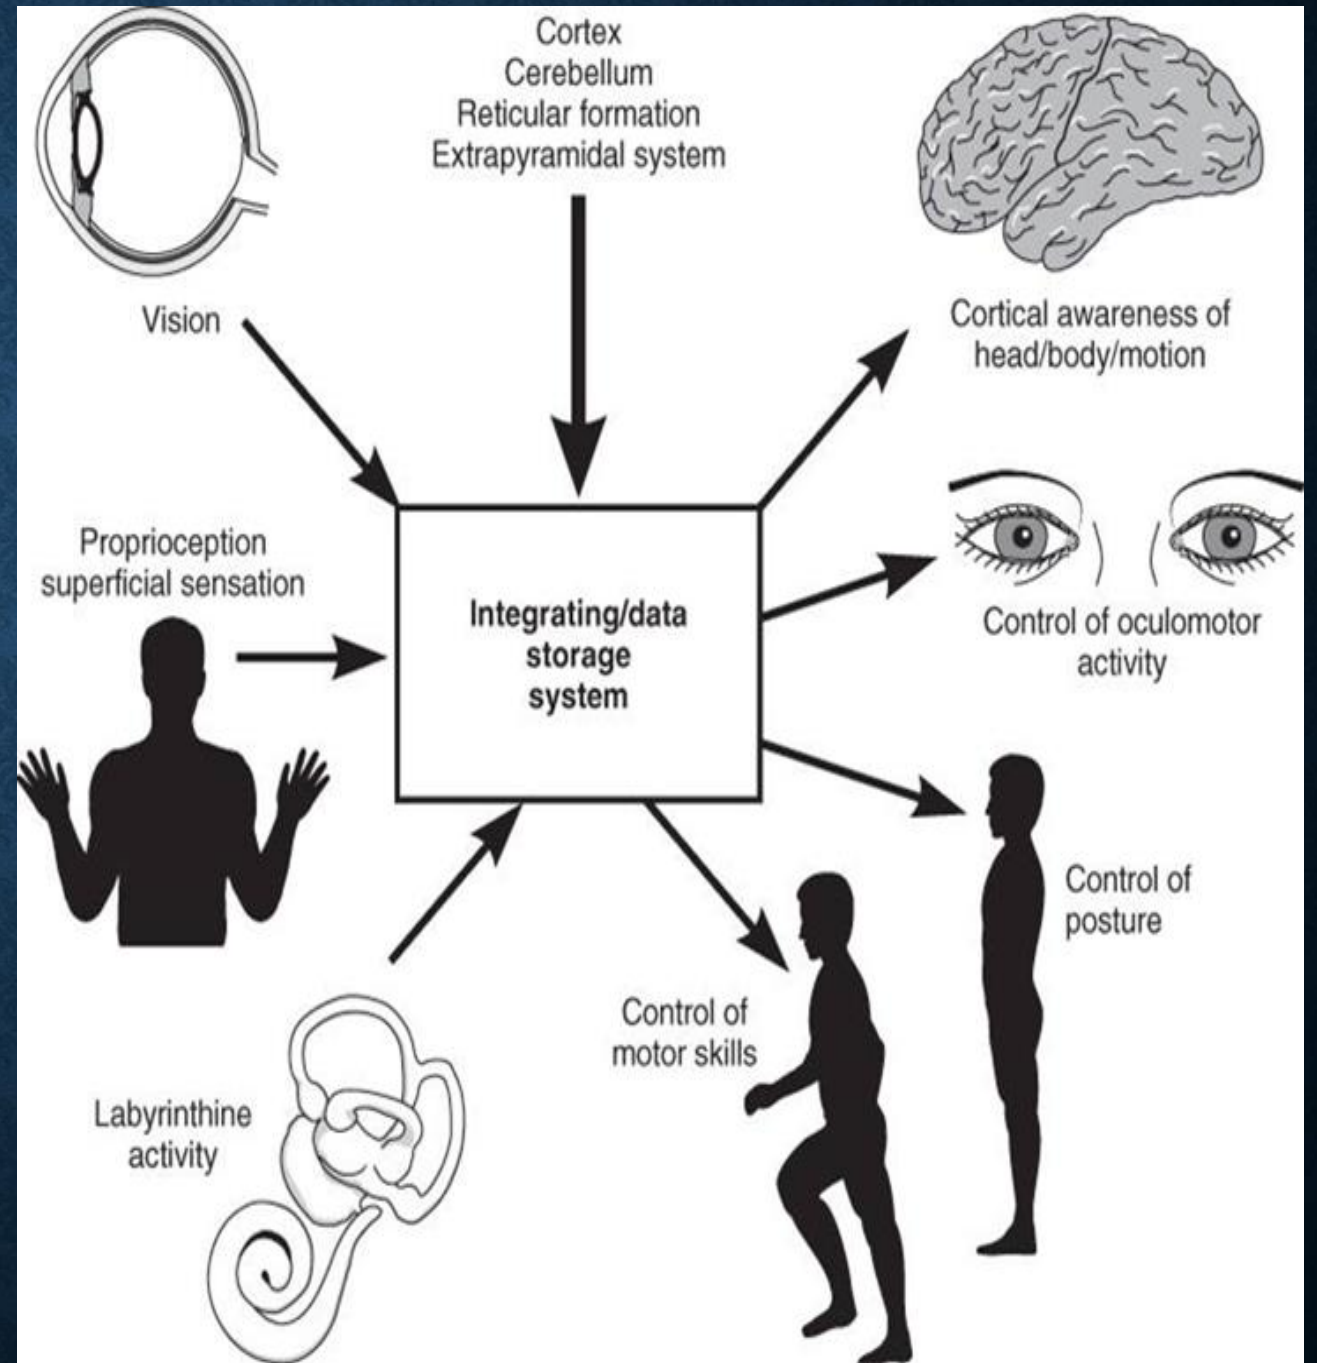 Cortex
Cerebellum
Reticular formation
Extrapyramidal system
Vision
Cortical awareness of
head/body/motion
Proprioception
superficial sensation
Integrating/data
storage
system
Control of oculomotor
activity
Control of
posture
Control of
motor skills
Labyrinthine
activity